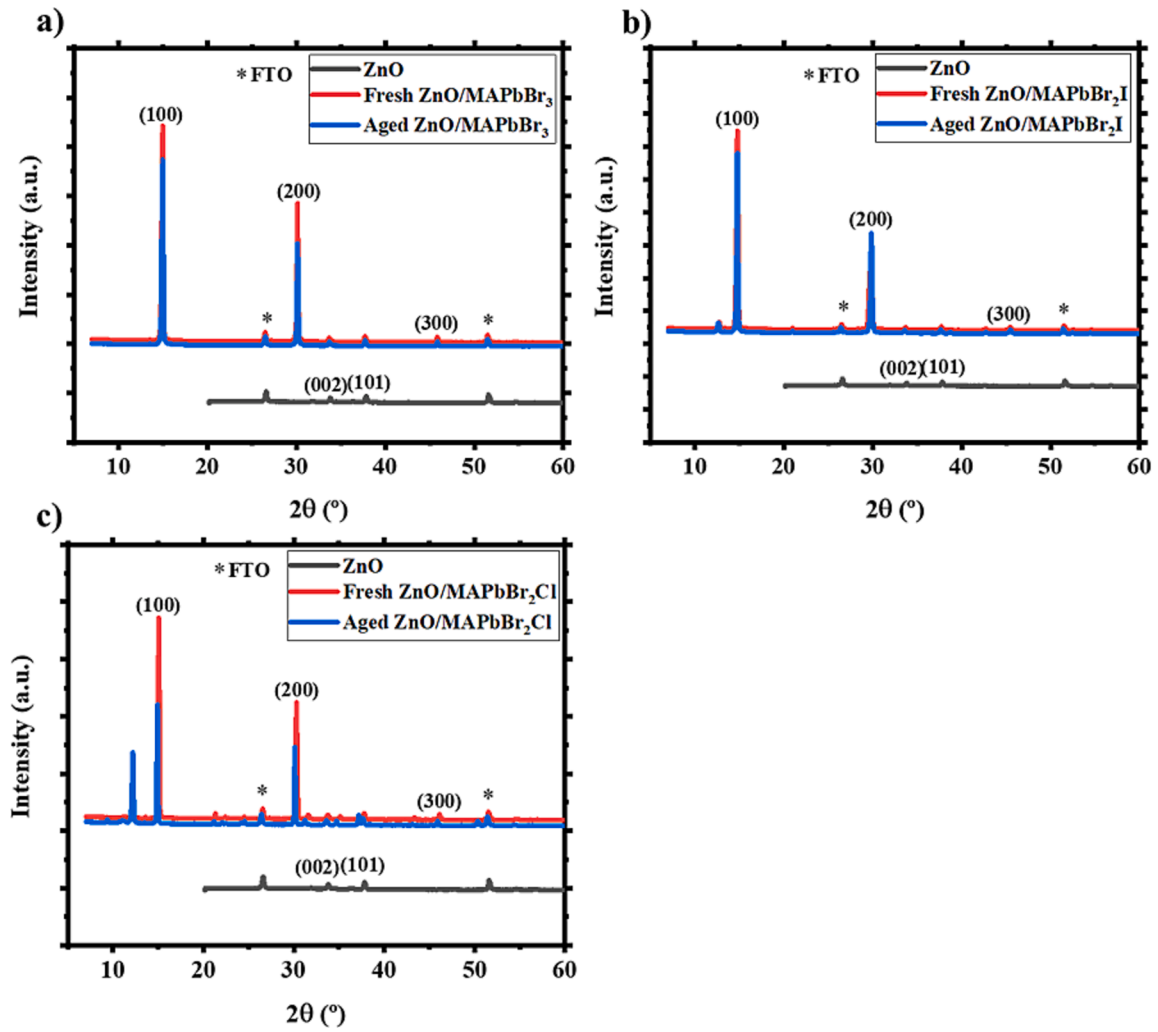 a)
* FTO
ZnO
Fresh ZnO/MAPbBr₃
Aged ZnO/MAPbBr₃
(100)
(200)
*
(300)
*
(002)
(101)
Intensity (a.u.)
10 20 30 40 50 60
2θ (º)
b)
* FTO
ZnO
Fresh ZnO/MAPbBr₂I
Aged ZnO/MAPbBr₂I
(100)
(200)
*
(300)
*
(002)
(101)
Intensity (a.u.)
10 20 30 40 50 60
2θ (º)
c)
* FTO
ZnO
Fresh ZnO/MAPbBr₂Cl
Aged ZnO/MAPbBr₂Cl
(100)
(200)
*
(300)
*
(002)
(101)
Intensity (a.u.)
10 20 30 40 50 60
2θ (º)